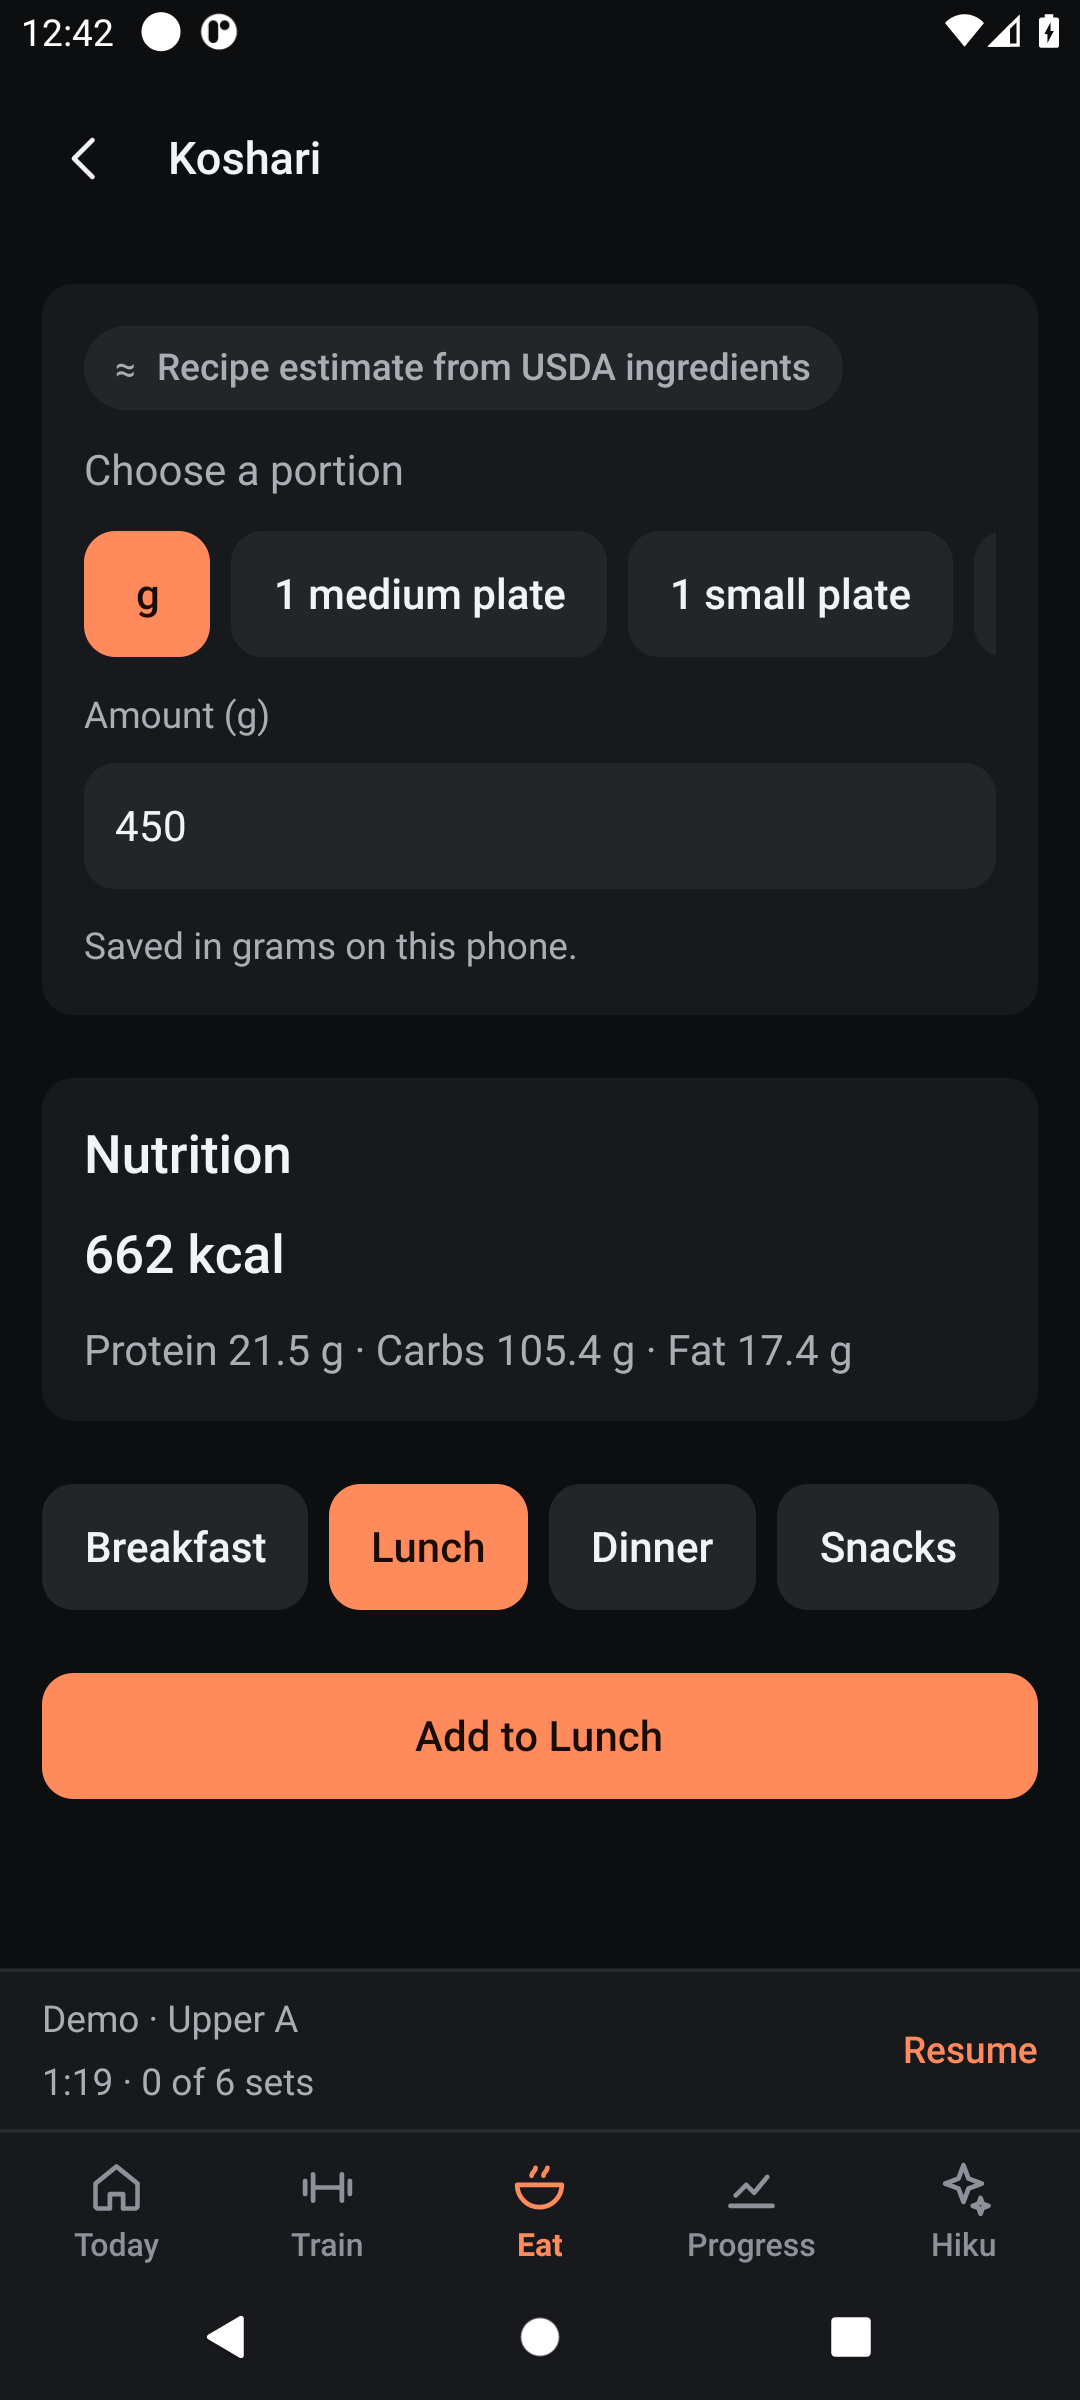 12:42
Koshari
≈ Recipe estimate from USDA ingredients
Choose a portion
g
1 medium plate
1 small plate
Amount (g)
450
Saved in grams on this phone.
Nutrition
662 kcal
Protein 21.5 g · Carbs 105.4 g · Fat 17.4 g
Breakfast
Lunch
Dinner
Snacks
Add to Lunch
Demo · Upper A
1:19 · 0 of 6 sets
Resume
Today
Train
Eat
Progress
Hiku